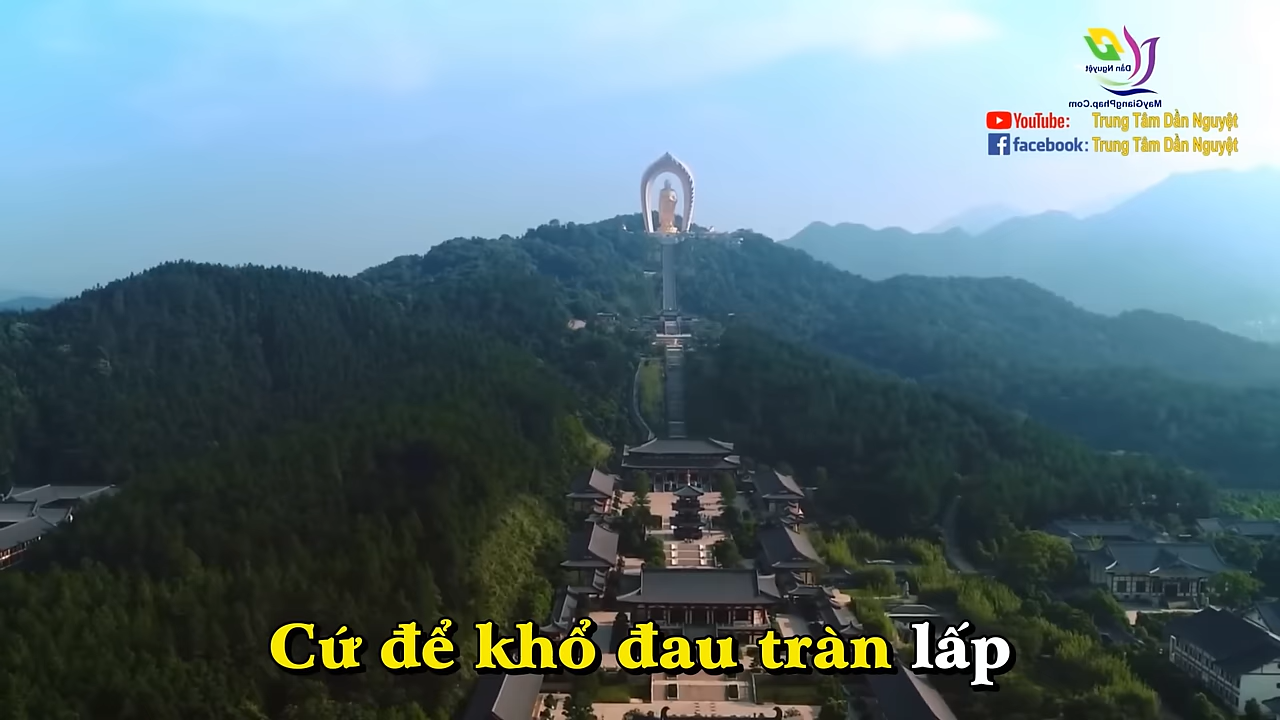 Dần Nguyệt
MayGiangPhap.Com
YouTube: Trung Tâm Dần Nguyệt
facebook: Trung Tâm Dần Nguyệt
Cứ để khổ đau tràn lấp